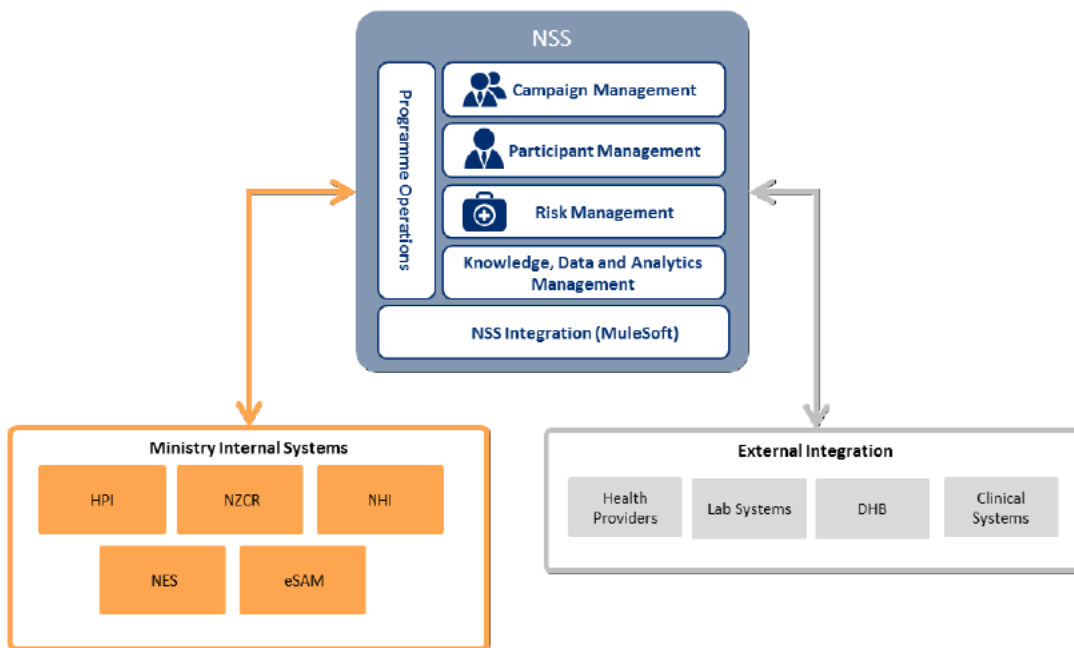 NSS
Programme Operations
Campaign Management
Participant Management
Risk Management
Knowledge, Data and Analytics
Management
NSS Integration (MuleSoft)
Ministry Internal Systems
HPI
NZCR
NHI
NES
eSAM
External Integration
Health
Providers
Lab Systems
DHB
Clinical
Systems